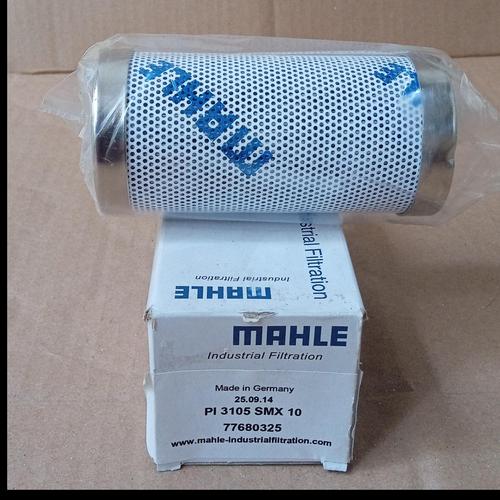 MAHLE
M
Industrial Filtration
MAHLE
Industrial Filtration
MAHLE
Industrial Filtration
Made in Germany
25.09.14
PI 3105 SMX 10
77680325
www.mahle-industrialfiltration.com